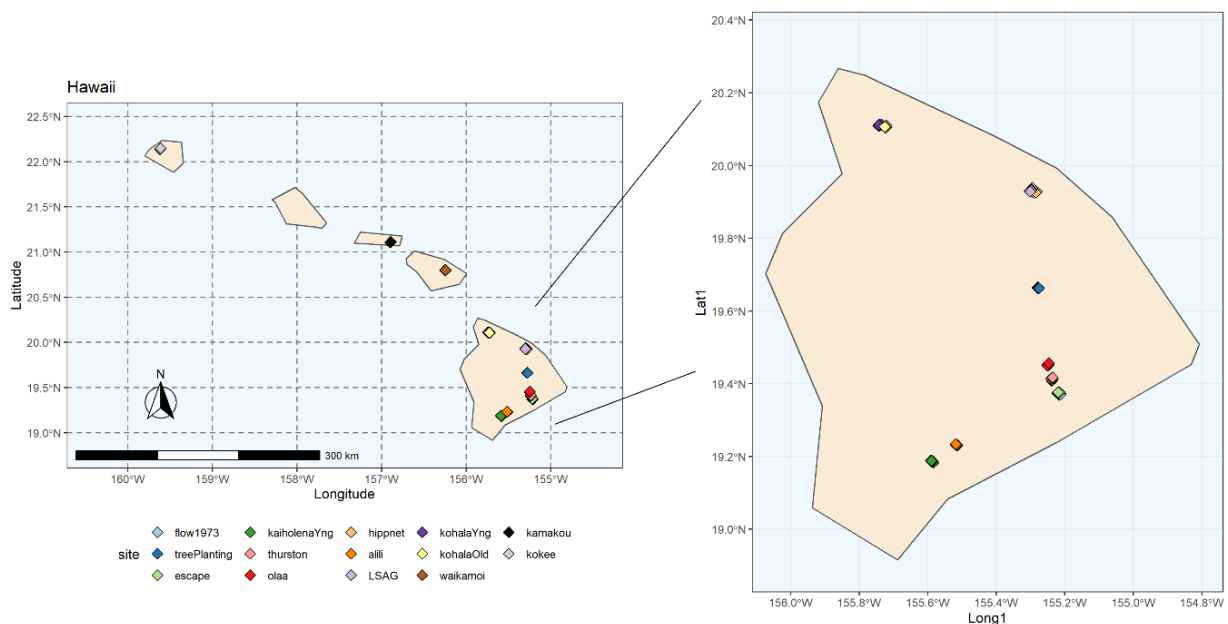 Hawaii
22.5°N
22.0°N
21.5°N
21.0°N
20.5°N
20.0°N
19.5°N
19.0°N
Latitude
N
300 km
160°W 159°W 158°W 157°W 156°W 155°W
Longitude
site
flow1973 kaiholenaYng hippnet kohalaYng kamakou
treePlanting thurston alili kohalaOld kokee
escape olaa LSAG waikamoi
20.4°N
20.2°N
20.0°N
19.8°N
19.6°N
19.4°N
19.2°N
19.0°N
Lat1
156.0°W 155.8°W 155.6°W 155.4°W 155.2°W 155.0°W 154.8°W
Long1